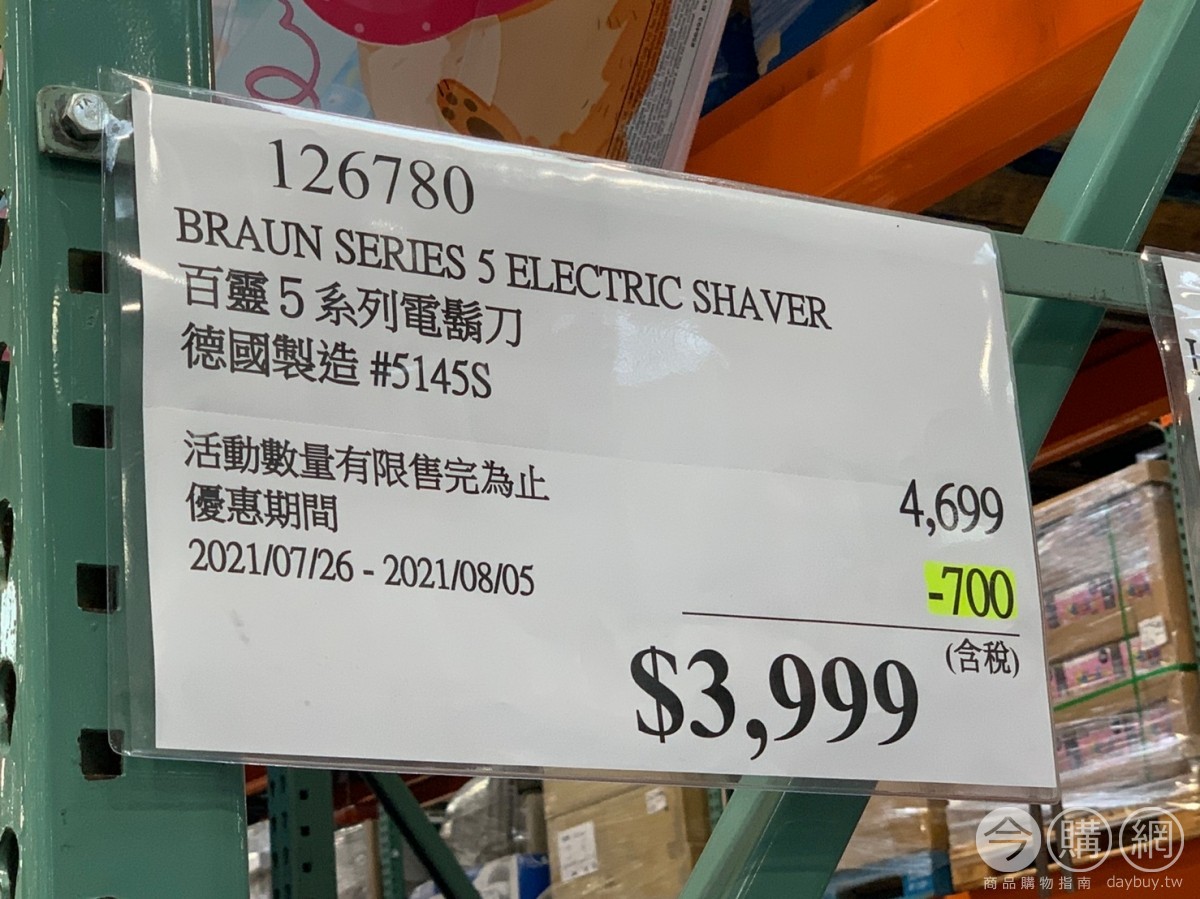 126780
BRAUN SERIES 5 ELECTRIC SHAVER
百靈5系列電鬍刀
德國製造 #5145S
活動數量有限售完為止
優惠期間
2021/07/26 - 2021/08/05
4,699
-700
(含稅)
$3,999
今購網
商品購物指南 daybuy.tw